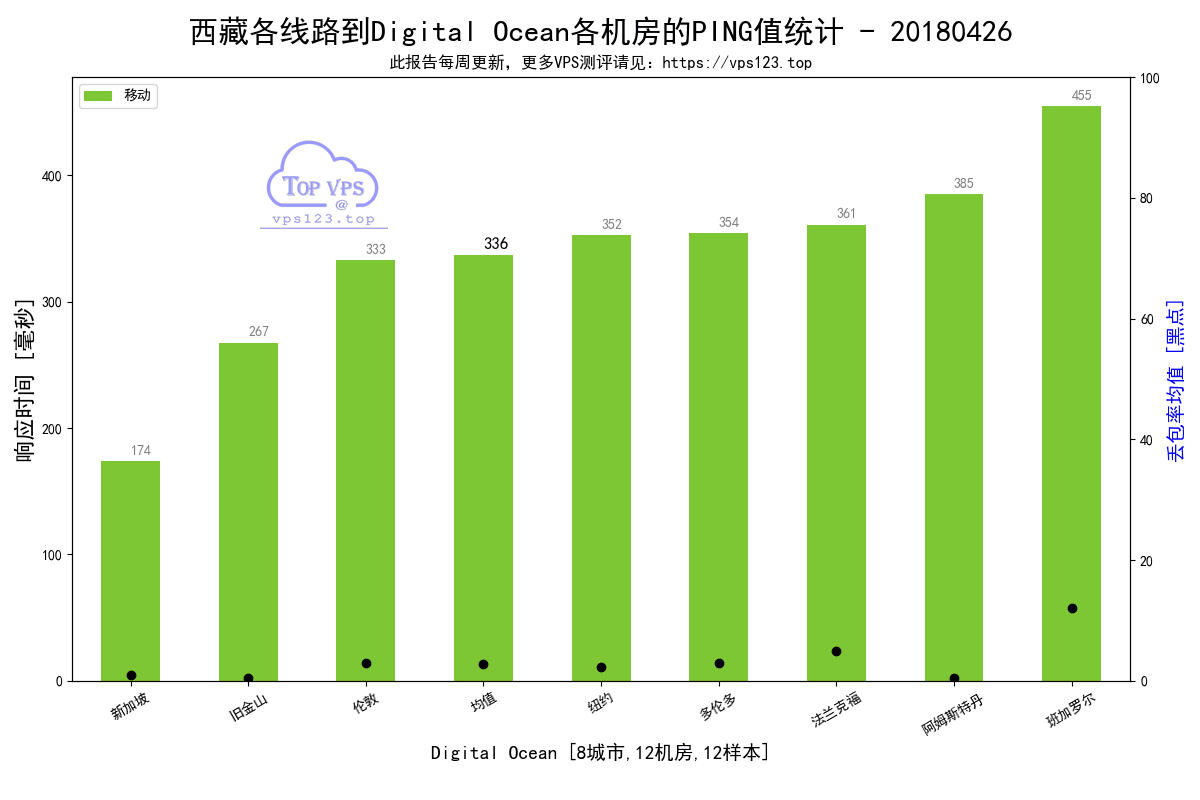 西藏各线路到Digital Ocean各机房的PING值统计 - 20180426
此报告每周更新，更多VPS测评请见：https://vps123.top
移动
TOP VPS
@
vps123.top
响应时间 [毫秒]
400
300
200
100
0
174
267
333
336
352
354
361
385
455
100
80
60
40
20
0
丢包率均值 [黑点]
新加坡
旧金山
伦敦
均值
纽约
多伦多
法兰克福
阿姆斯特丹
班加罗尔
Digital Ocean [8城市,12机房,12样本]